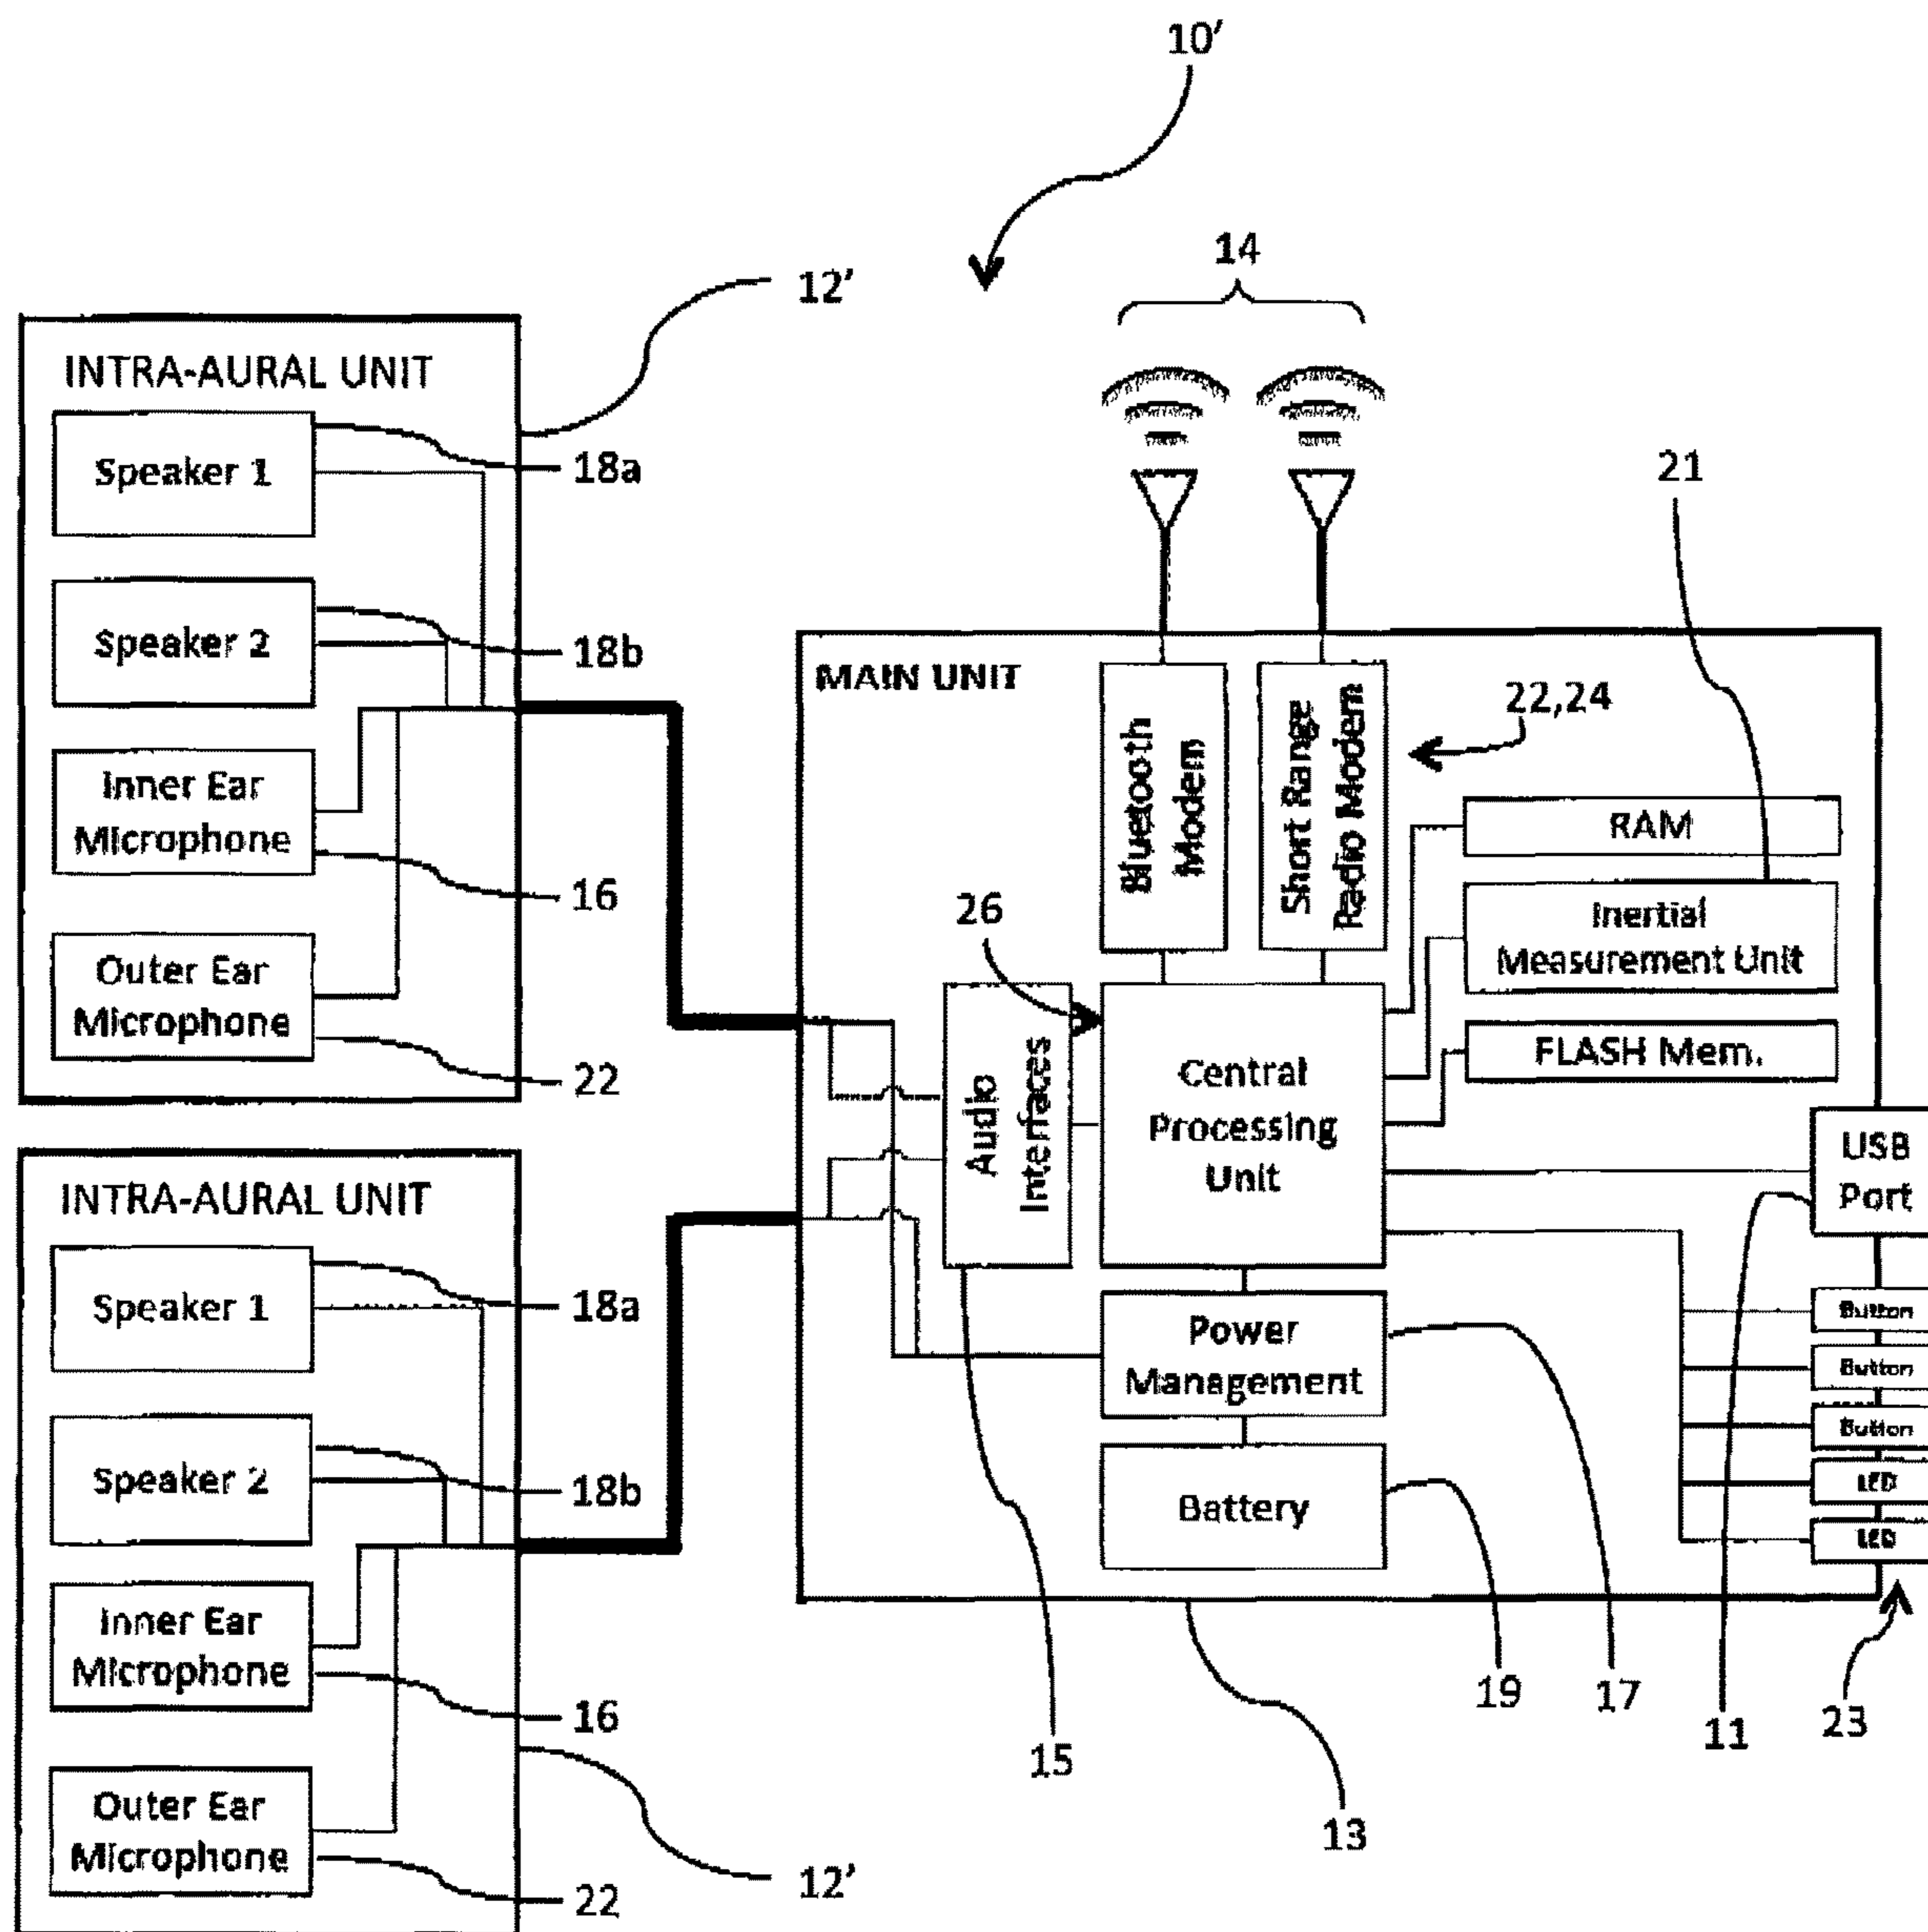 10'
14
12'
INTRA-AURAL UNIT
Speaker 1
18a
Speaker 2
18b
Inner Ear
Microphone
16
Outer Ear
Microphone
22
INTRA-AURAL UNIT
Speaker 1
18a
Speaker 2
18b
Inner Ear
Microphone
16
Outer Ear
Microphone
22
12'
MAIN UNIT
Bluetooth
Modem
Short Range
Radio Modem
22,24
21
RAM
Inertial
Measurement Unit
FLASH Mem.
26
Audio
Interfaces
Central
Processing
Unit
USB
Port
Power
Management
Battery
Button
Button
Button
LED
LED
15
13
19
17
11
23